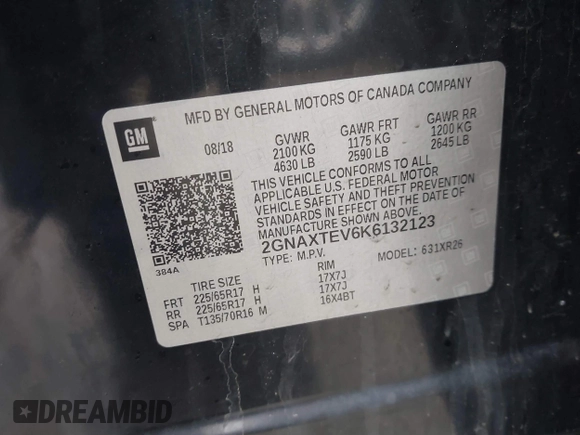 MFD BY GENERAL MOTORS OF CANADA COMPANY
GM
08/18 GVWR GAWR FRT GAWR RR
2100 KG 1175 KG 1200 KG
4630 LB 2590 LB 2645 LB
THIS VEHICLE CONFORMS TO ALL
APPLICABLE U.S. FEDERAL MOTOR
VEHICLE SAFETY AND THEFT PREVENTION
STANDARDS IN EFFECT ON THE DATE OF
MANUFACTURE SHOWN ABOVE.
2GNAXTEV6K6132123
TYPE: M.P.V. MODEL: 631XR26
384A
TIRE SIZE RIM
FRT 225/65R17 H 17X7J
RR 225/65R17 H 17X7J
SPA T135/70R16 M 16X4BT
DREAMBID